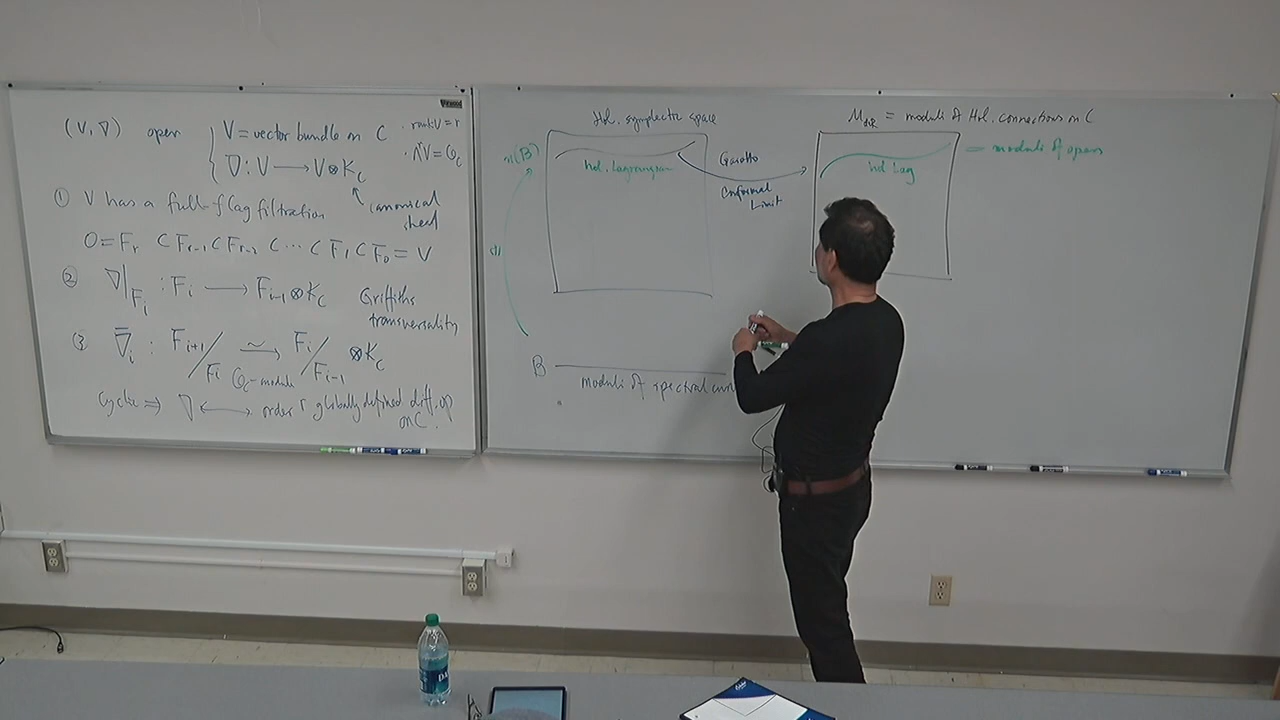 (V, ∇) oper { V = vector bundle on C · rank V = r
∇ : V ⟶ V⊗K_C · Λ^r V = O_C
canonical sheaf
① V has a full-flag filtration
0 = F_r ⊂ F_{r-1} ⊂ F_{r-2} ⊂ ··· ⊂ F_1 ⊂ F_0 = V
② ∇|_{F_i} : F_i ⟶ F_{i-1}⊗K_C Griffiths transversality
③ ∇̄_i : F_{i+1}/F_i ≃⟶ F_i/F_{i-1} ⊗K_C
O_C-module
cyclic ⇒ ∇ ⟷ order r globally defined diff. op on C.
Hol. symplectic space
(B)
hol. Lagrangian
Gaiotto
Conformal
Limit
B
moduli of spectral
M_dR = moduli of Hol. connections on C
= moduli of opers
hol Lag